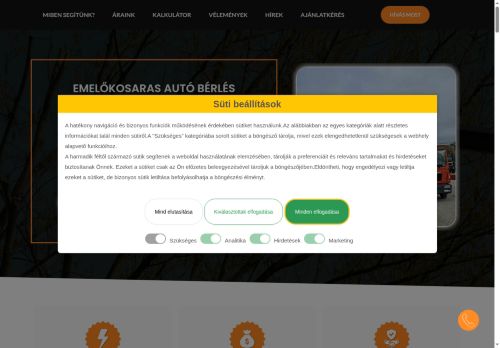 MIBEN SEGÍTÜNK? ÁRAINK KALKULÁTOR VÉLEMÉNYEK HÍREK AJÁNLATKÉRÉS HÍVÁS MOST
EMELŐKOSARAS AUTÓ BÉRLÉS
Süti beállítások
A hatékony navigáció és bizonyos funkciók működésének érdekében sütiket használunk.Az alábbiakban az egyes kategóriák alatt részletes
információkat talál minden sütiről.A "Szükséges" kategóriába sorolt sütiket a böngésző tárolja, mivel ezek elengedhetetlenül szükségesek a webhely
alapvető funkcióihoz.
A harmadik féltől származó sütik segítenek a weboldal használatának elemzésében, tárolják a preferenciáit és releváns tartalmakat és hirdetéseket
biztosítanak Önnek. Ezeket a sütiket csak az Ön előzetes beleegyezésével tároljuk a böngészőjében.Eldöntheti, hogy engedélyezi vagy letiltja
ezeket a sütiket, de bizonyos sütik letiltása befolyásolhatja a böngészési élményt.
Mind elutasítása Kiválasztottak elfogadása Minden elfogadása
Szükséges Analitika Hirdetések Marketing